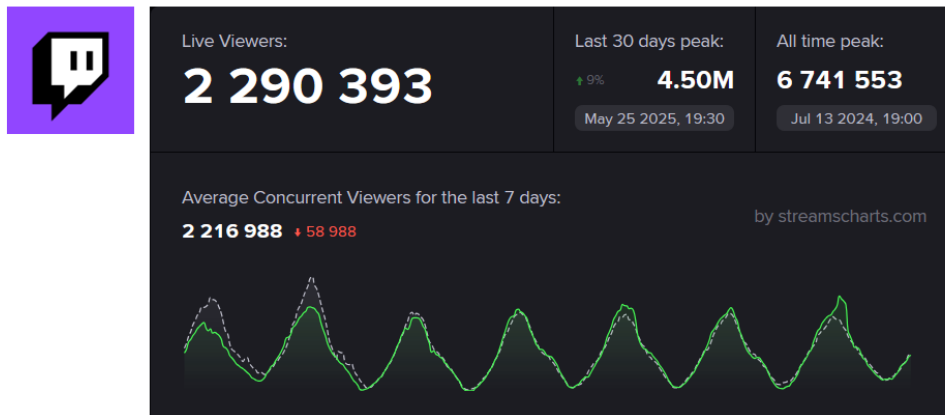 Live Viewers:
2 290 393
Last 30 days peak:
9% 4.50M
May 25 2025, 19:30
All time peak:
6 741 553
Jul 13 2024, 19:00
Average Concurrent Viewers for the last 7 days:
2 216 988 58 988
by streamscharts.com